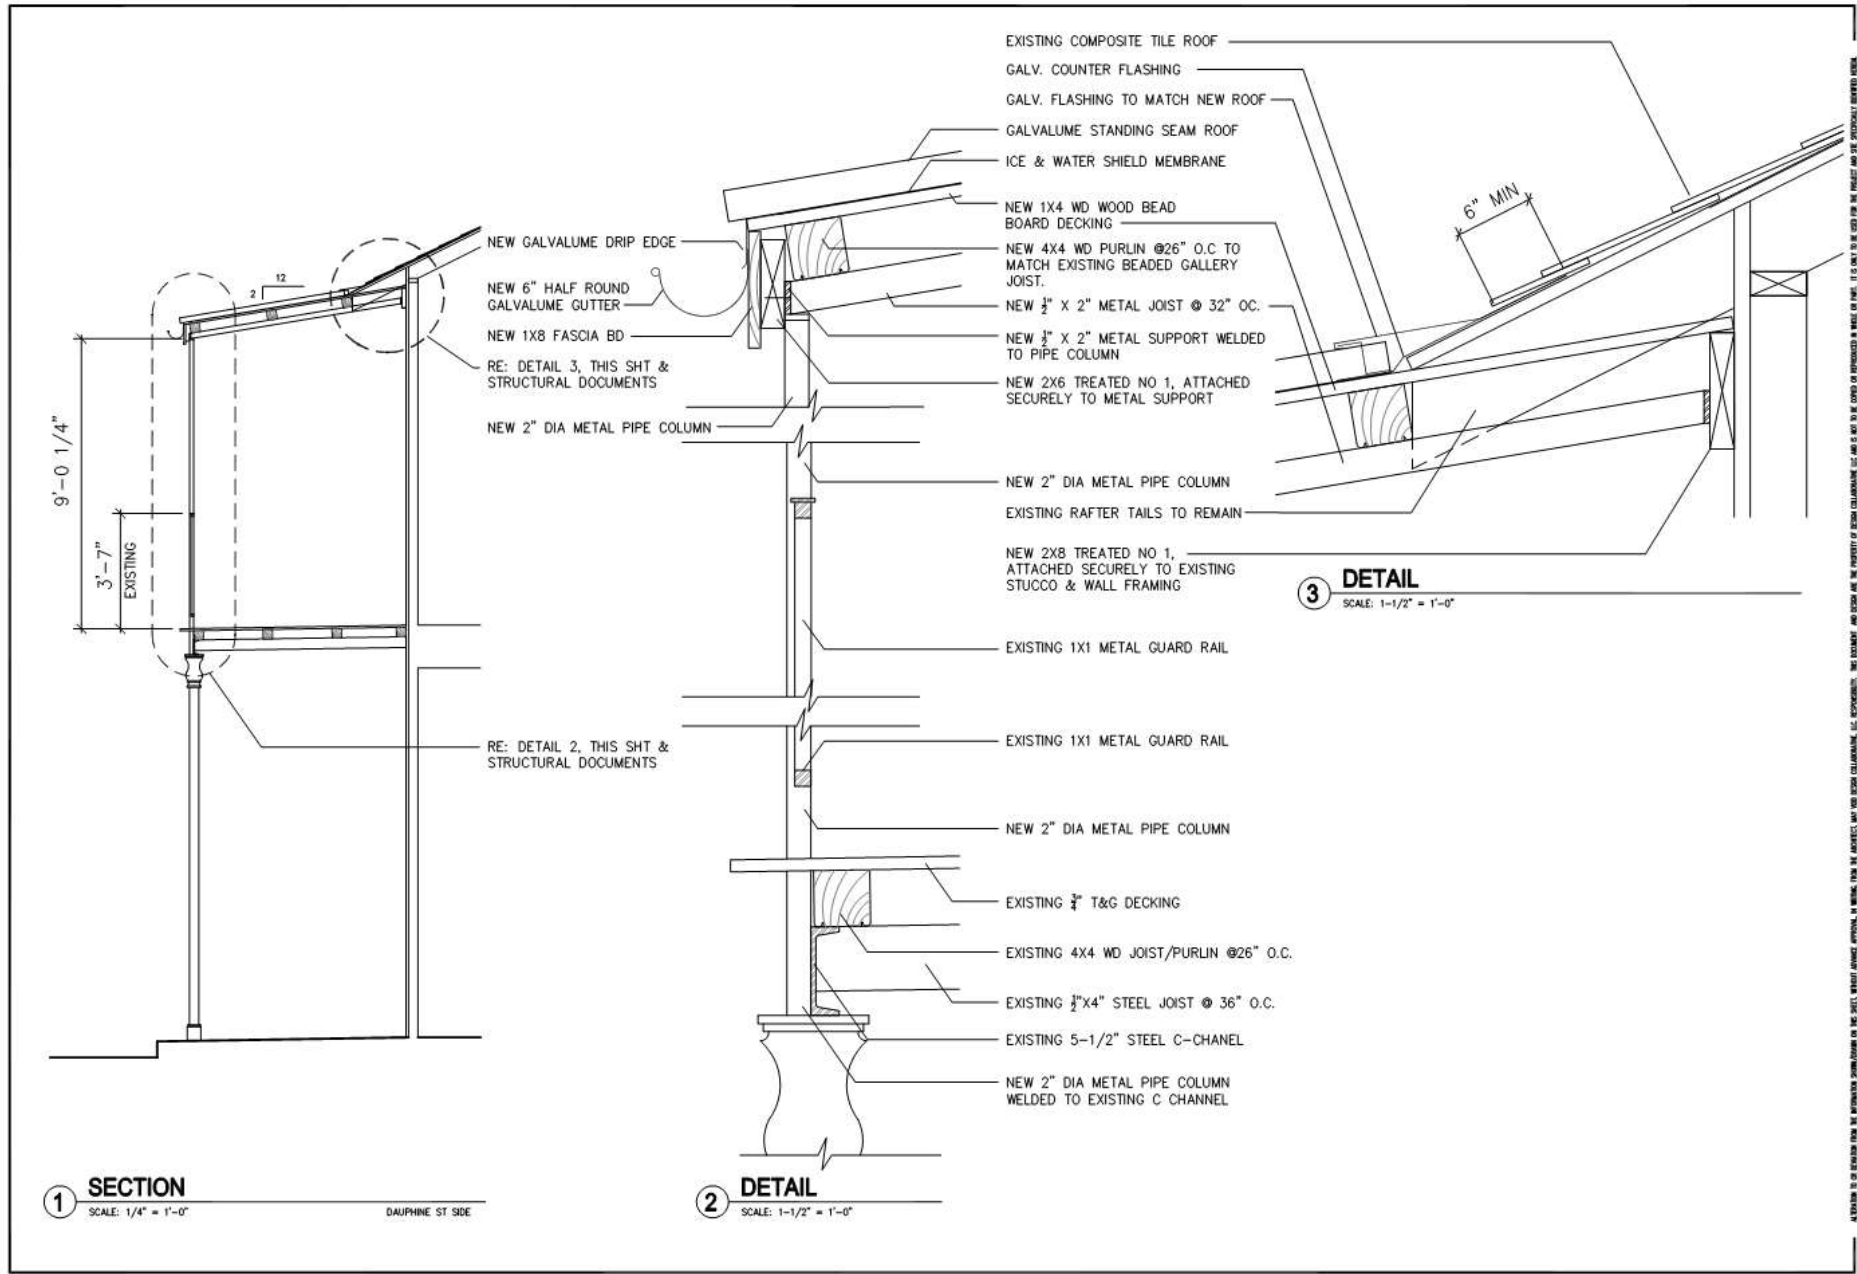 EXISTING COMPOSITE TILE ROOF
GALV. COUNTER FLASHING
GALV. FLASHING TO MATCH NEW ROOF
GALVALUME STANDING SEAM ROOF
ICE & WATER SHIELD MEMBRANE
NEW 1X4 WD WOOD BEAD
BOARD DECKING
NEW 4X4 WD PURLIN @26" O.C TO
MATCH EXISTING BEADED GALLERY
JOIST.
NEW ½" X 2" METAL JOIST @ 32" OC.
NEW ½" X 2" METAL SUPPORT WELDED
TO PIPE COLUMN
NEW 2X6 TREATED NO 1, ATTACHED
SECURELY TO METAL SUPPORT
NEW 2" DIA METAL PIPE COLUMN
EXISTING RAFTER TAILS TO REMAIN
NEW 2X8 TREATED NO 1,
ATTACHED SECURELY TO EXISTING
STUCCO & WALL FRAMING
EXISTING 1X1 METAL GUARD RAIL
EXISTING 1X1 METAL GUARD RAIL
NEW 2" DIA METAL PIPE COLUMN
EXISTING ¾" T&G DECKING
EXISTING 4X4 WD JOIST/PURLIN @26" O.C.
EXISTING ½"X4" STEEL JOIST @ 36" O.C.
EXISTING 5-1/2" STEEL C-CHANEL
NEW 2" DIA METAL PIPE COLUMN
WELDED TO EXISTING C CHANNEL
NEW GALVALUME DRIP EDGE
NEW 6" HALF ROUND
GALVALUME GUTTER
NEW 1X8 FASCIA BD
RE: DETAIL 3, THIS SHT &
STRUCTURAL DOCUMENTS
NEW 2" DIA METAL PIPE COLUMN
RE: DETAIL 2, THIS SHT &
STRUCTURAL DOCUMENTS
12
2
9'-0 1/4"
3'-7"
EXISTING
6" MIN
3 DETAIL
SCALE: 1-1/2" = 1'-0"
1 SECTION
SCALE: 1/4" = 1'-0"
DAUPHINE ST SIDE
2 DETAIL
SCALE: 1-1/2" = 1'-0"